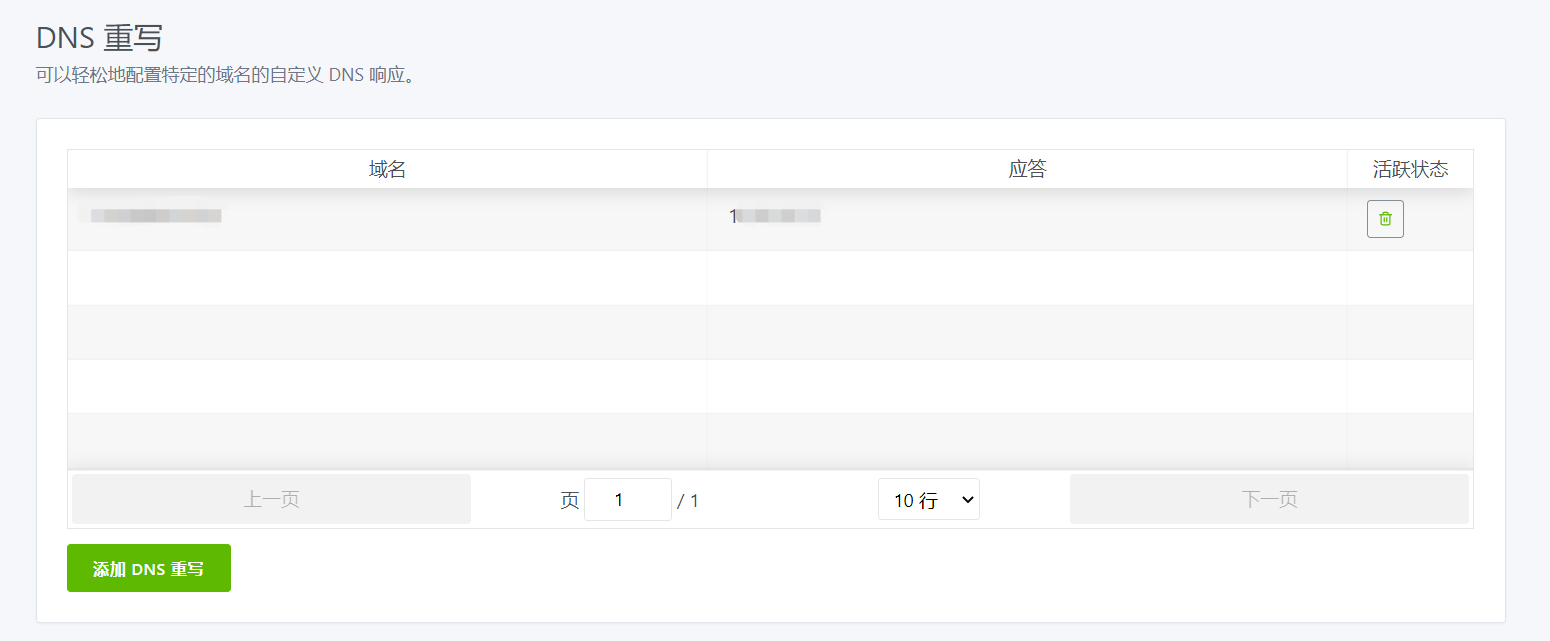 DNS 重写
可以轻松地配置特定的域名的自定义 DNS 响应。
域名 应答 活跃状态
1
上一页 页 1 / 1 10 行 下一页
添加 DNS 重写